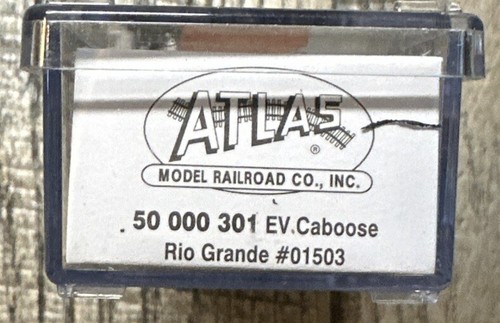 ATLAS®
MODEL RAILROAD CO., INC.
50 000 301 EV.Caboose
Rio Grande #01503